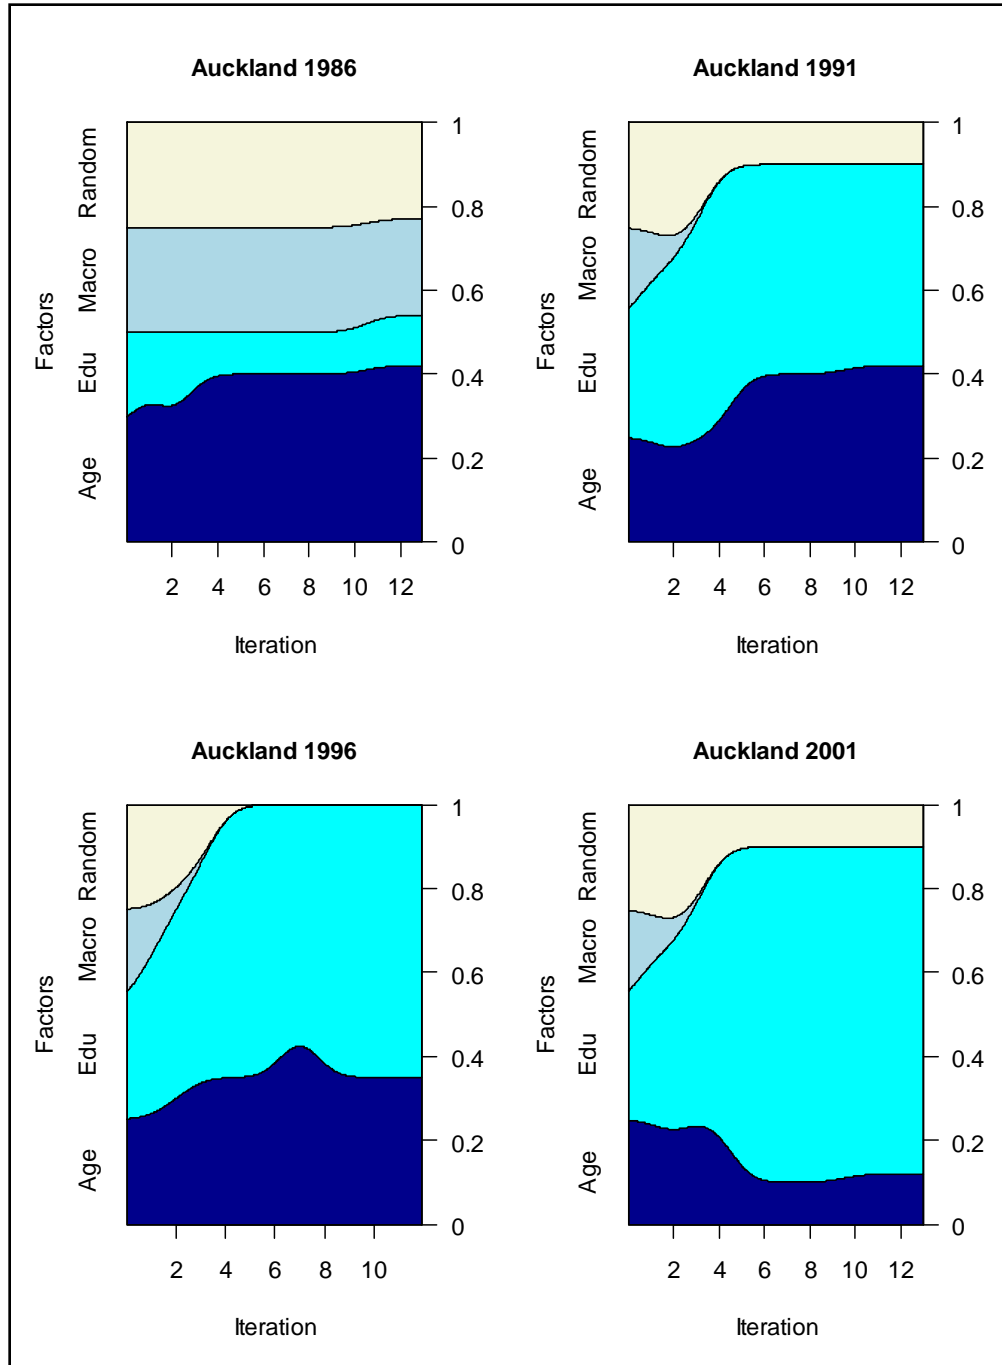 Auckland 1986
Factors
Age Edu Macro Random
0 0.2 0.4 0.6 0.8 1
2 4 6 8 10 12
Iteration
Auckland 1991
Factors
Age Edu Macro Random
0 0.2 0.4 0.6 0.8 1
2 4 6 8 10 12
Iteration
Auckland 1996
Factors
Age Edu Macro Random
0 0.2 0.4 0.6 0.8 1
2 4 6 8 10
Iteration
Auckland 2001
Factors
Age Edu Macro Random
0 0.2 0.4 0.6 0.8 1
2 4 6 8 10 12
Iteration